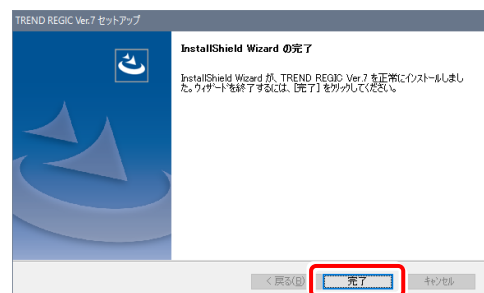 TREND REGIC Ver.7 セットアップ
InstallShield Wizard の完了
InstallShield Wizard が、TREND REGIC Ver.7 を正常にインストールしまし
た。ウィザードを終了するには、[完了] をクリックしてください。
< 戻る(B)
完了
キャンセル